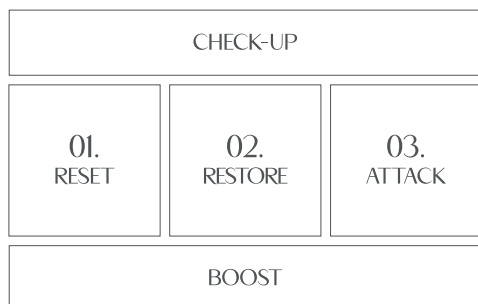 CHECK-UP
01.
RESET
02.
RESTORE
03.
ATTACK
BOOST